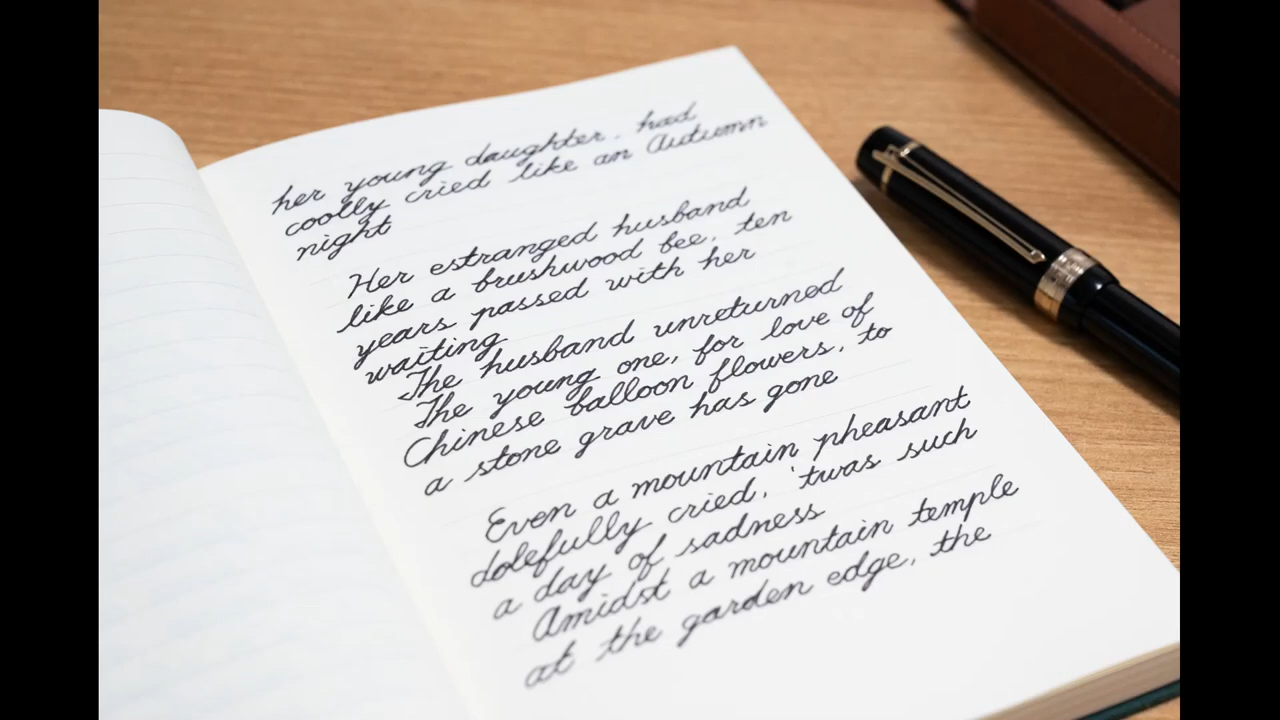 her young daughter, had
coolly cried like an Autumn
night
Her estranged husband
like a brushwood bee, ten
years passed with her
waiting
The husband unreturned
The young one, for love of
Chinese balloon flowers, to
a stone grave has gone
Even a mountain pheasant
dolefully cried, 'twas such
a day of sadness
Amidst a mountain temple
at the garden edge, the